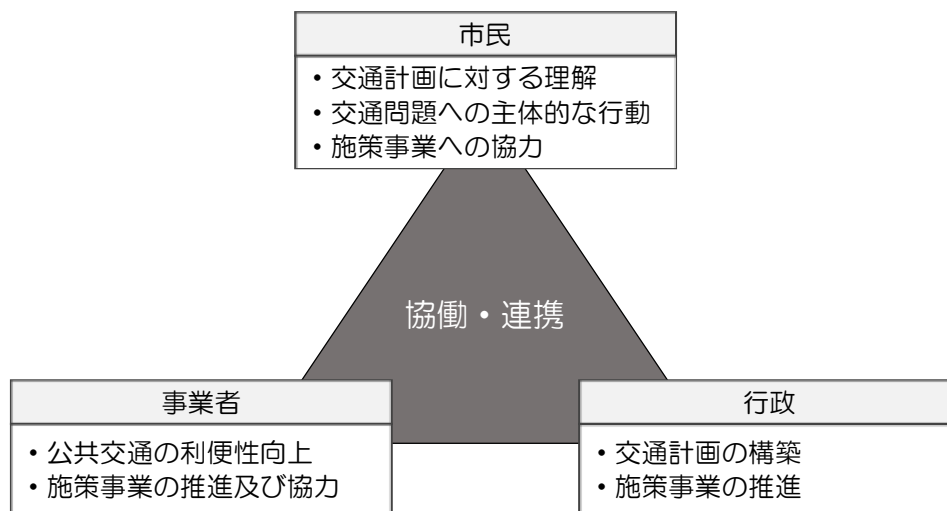 市民
・交通計画に対する理解
・交通問題への主体的な行動
・施策事業への協力
協働・連携
事業者
・公共交通の利便性向上
・施策事業の推進及び協力
行政
・交通計画の構築
・施策事業の推進